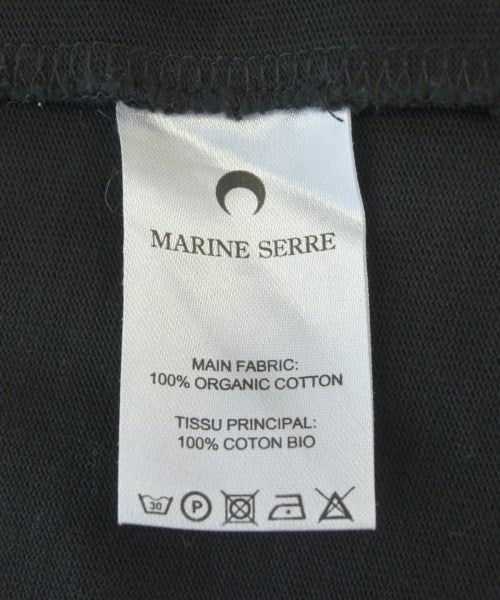 MARINE SERRE
MAIN FABRIC:
100% ORGANIC COTTON
TISSU PRINCIPAL:
100% COTON BIO
30 P